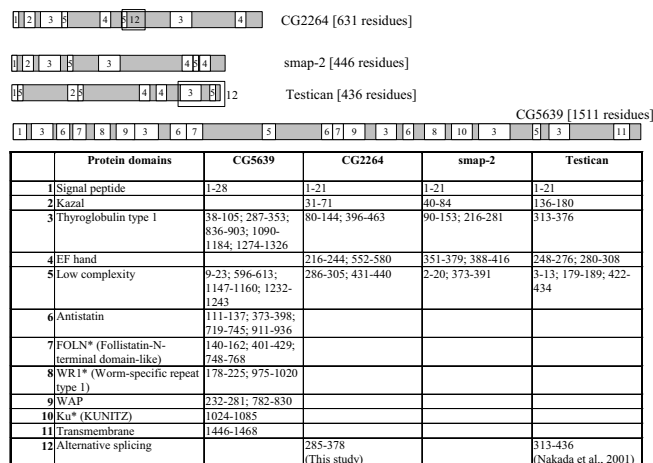 1 2 3 5 4 5 12 3 4 CG2264 [631 residues]
1 2 3 5 3 4 5 4 smap-2 [446 residues]
1 5 2 5 4 4 3 5 12 Testican [436 residues]
CG5639 [1511 residues]
1 3 6 7 8 9 3 6 7 5 6 7 9 3 6 8 10 3 5 3 11
Protein domains CG5639 CG2264 smap-2 Testican
1 Signal peptide 1-28 1-21 1-21 1-21
2 Kazal 31-71 40-84 136-180
3 Thyroglobulin type 1 38-105; 287-353; 80-144; 396-463 90-153; 216-281 313-376
836-903; 1090-
1184; 1274-1326
4 EF hand 216-244; 552-580 351-379; 388-416 248-276; 280-308
5 Low complexity 9-23; 596-613; 286-305; 431-440 2-20; 373-391 3-13; 179-189; 422-
1147-1160; 1232- 434
1243
6 Antistatin 111-137; 373-398;
719-745; 911-936
7 FOLN* (Follistatin-N- 140-162; 401-429;
terminal domain-like) 748-768
8 WR1* (Worm-specific repeat 178-225; 975-1020
type 1)
9 WAP 232-281; 782-830
10 Ku* (KUNITZ) 1024-1085
11 Transmembrane 1446-1468
12 Alternative splicing 285-378 313-436
(This study) (Nakada et al., 2001)